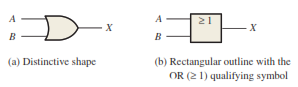 A
B
X
(a) Distinctive shape
A
B
≥ 1
X
(b) Rectangular outline with the
OR (≥ 1) qualifying symbol